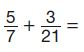 5/7 + 3/21 =